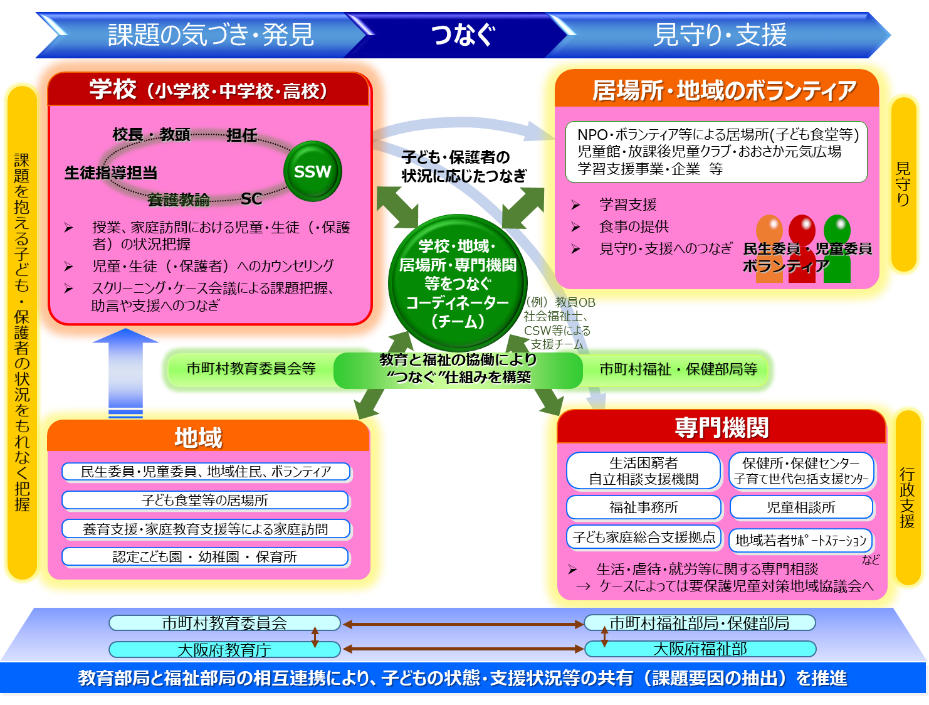 課題の気づき・発見
つなぐ
見守り・支援
課題を抱える子ども・保護者の状況をもれなく把握
学校（小学校・中学校・高校）
校長・教頭
担任
生徒指導担当
SSW
養護教諭
SC
➢ 授業、家庭訪問における児童・生徒（・保護
者）の状況把握
➢ 児童・生徒（・保護者）へのカウンセリング
➢ スクリーニング・ケース会議による課題把握、
助言や支援へのつなぎ
子ども・保護者の
状況に応じたつなぎ
学校・地域・
居場所・専門機関
等をつなぐ
コーディネーター
（チーム）
（例）教員OB
社会福祉士、
CSW等による
支援チーム
居場所・地域のボランティア
NPO・ボランティア等による居場所(子ども食堂等)
児童館・放課後児童クラブ・おおさか元気広場
学習支援事業・企業 等
➢ 学習支援
➢ 食事の提供
➢ 見守り・支援へのつなぎ
民生委員・児童委員
ボランティア
見守り
市町村教育委員会等
教育と福祉の協働により
“つなぐ”仕組みを構築
市町村福祉・保健部局等
地域
民生委員・児童委員、地域住民、ボランティア
子ども食堂等の居場所
養育支援・家庭教育支援等による家庭訪問
認定こども園・幼稚園・保育所
専門機関
生活困窮者
自立相談支援機関
保健所・保健センター
子育て世代包括支援ｾﾝﾀｰ
福祉事務所
児童相談所
子ども家庭総合支援拠点
地域若者ｻﾎﾟｰﾄｽﾃｰｼｮﾝ
など
➢ 生活・虐待・就労等に関する専門相談
→ ケースによっては要保護児童対策地域協議会へ
行政支援
市町村教育委員会
市町村福祉部局・保健部局
大阪府教育庁
大阪府福祉部
教育部局と福祉部局の相互連携により、子どもの状態・支援状況等の共有（課題要因の抽出）を推進